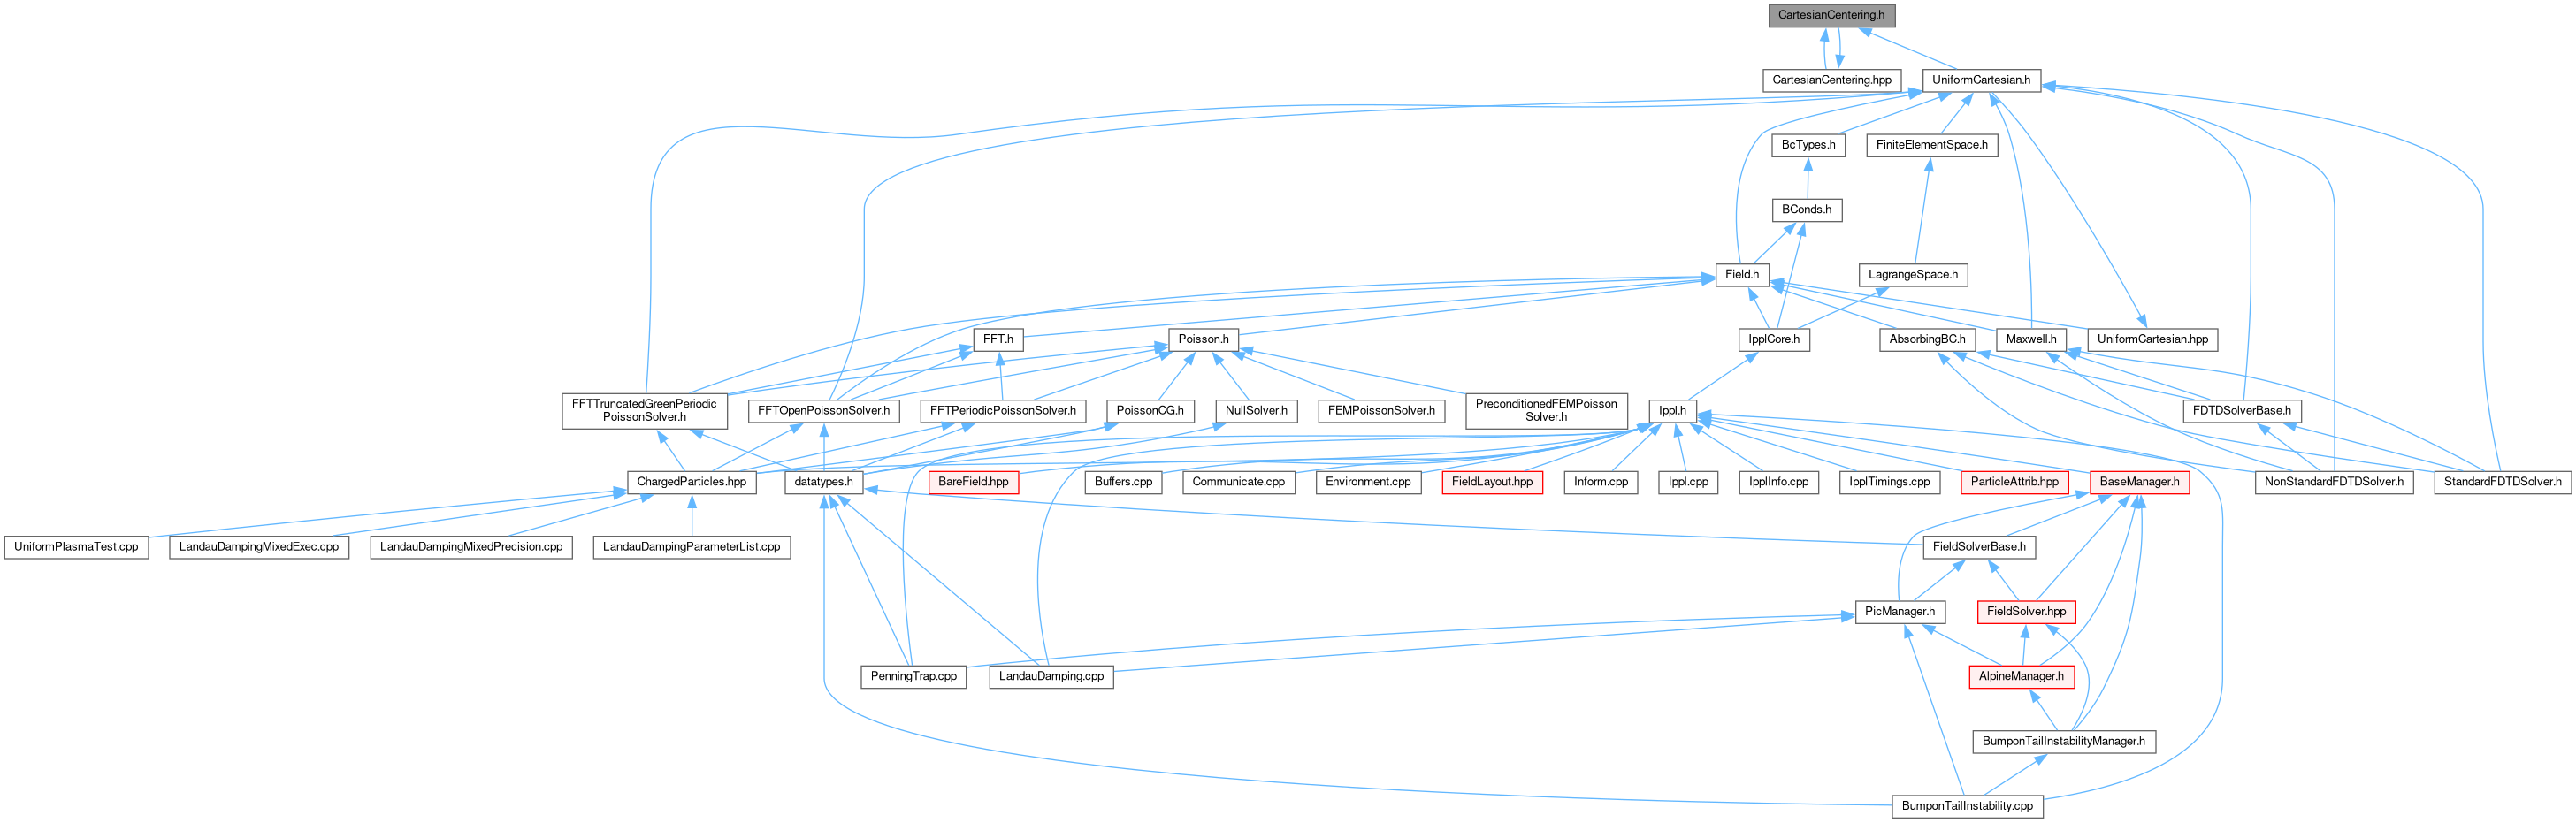 CartesianCentering.h
CartesianCentering.hpp
UniformCartesian.h
BcTypes.h
FiniteElementSpace.h
BConds.h
Field.h
LagrangeSpace.h
FFT.h
Poisson.h
IpplCore.h
AbsorbingBC.h
Maxwell.h
UniformCartesian.hpp
FFTTruncatedGreenPeriodic
PoissonSolver.h
FFTOpenPoissonSolver.h
FFTPeriodicPoissonSolver.h
PoissonCG.h
NullSolver.h
FEMPoissonSolver.h
PreconditionedFEMPoisson
Solver.h
Ippl.h
FDTDSolverBase.h
ChargedParticles.hpp
datatypes.h
BareField.hpp
Buffers.cpp
Communicate.cpp
Environment.cpp
FieldLayout.hpp
Inform.cpp
Ippl.cpp
IpplInfo.cpp
IpplTimings.cpp
ParticleAttrib.hpp
BaseManager.h
NonStandardFDTDSolver.h
StandardFDTDSolver.h
UniformPlasmaTest.cpp
LandauDampingMixedExec.cpp
LandauDampingMixedPrecision.cpp
LandauDampingParameterList.cpp
FieldSolverBase.h
PicManager.h
FieldSolver.hpp
PenningTrap.cpp
LandauDamping.cpp
AlpineManager.h
BumponTailInstabilityManager.h
BumponTailInstability.cpp